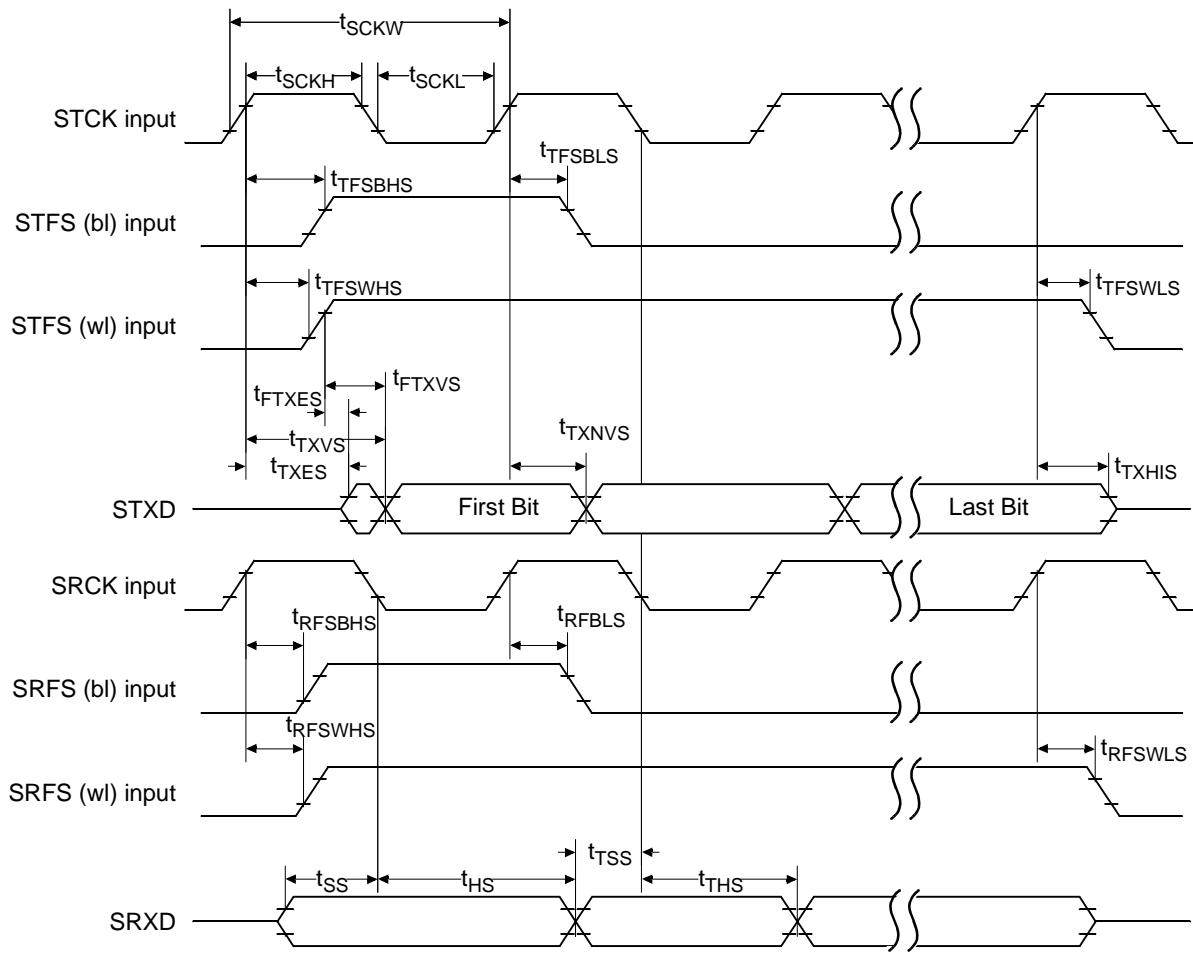 tSCKW
tSCKH
tSCKL
STCK input
tTFSBHS
tTFSBLS
STFS (bl) input
tTFSWHS
tTFSWLS
STFS (wl) input
tFTXES
tFTXVS
tTXVS
tTXNVS
tTXES
tTXHIS
STXD
First Bit
Last Bit
SRCK input
tRFSBHS
tRFBLS
SRFS (bl) input
tRFSWHS
tRFSWLS
SRFS (wl) input
tTSS
tSS
tHS
tTHS
SRXD